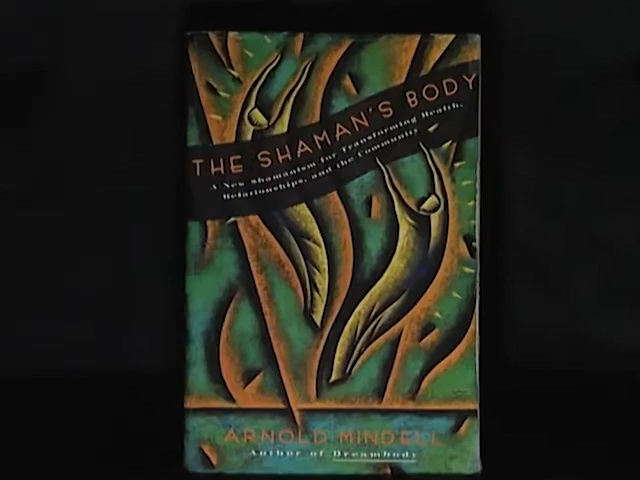 THE SHAMAN'S BODY
A New Shamanism for Transforming Health,
Relationships, and the Community
ARNOLD MINDELL
Author of Dreambody